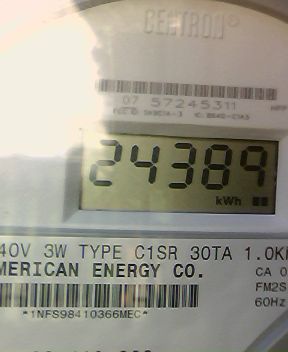 CENTRON®
07 57245311
24389
kWh
40V 3W TYPE C1SR 30TA 1.0K
MERICAN ENERGY CO.
CA 0
FM2S
60Hz
*1NFS98410366MEC*